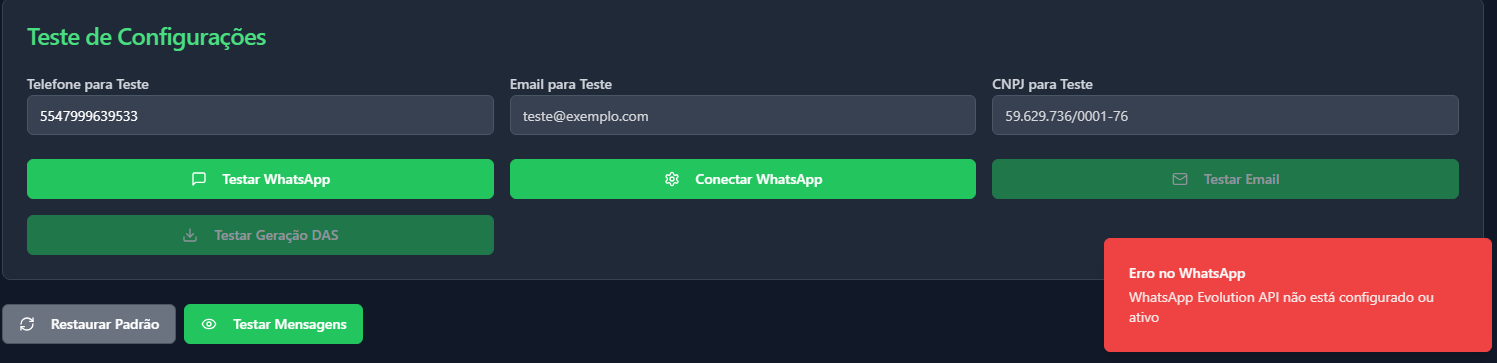 Teste de Configurações
Telefone para Teste
Email para Teste
CNPJ para Teste
5547999639533
teste@exemplo.com
59.629.736/0001-76
Testar WhatsApp
Conectar WhatsApp
Testar Email
Testar Geração DAS
Erro no WhatsApp
WhatsApp Evolution API não está configurado ou
ativo
Restaurar Padrão
Testar Mensagens